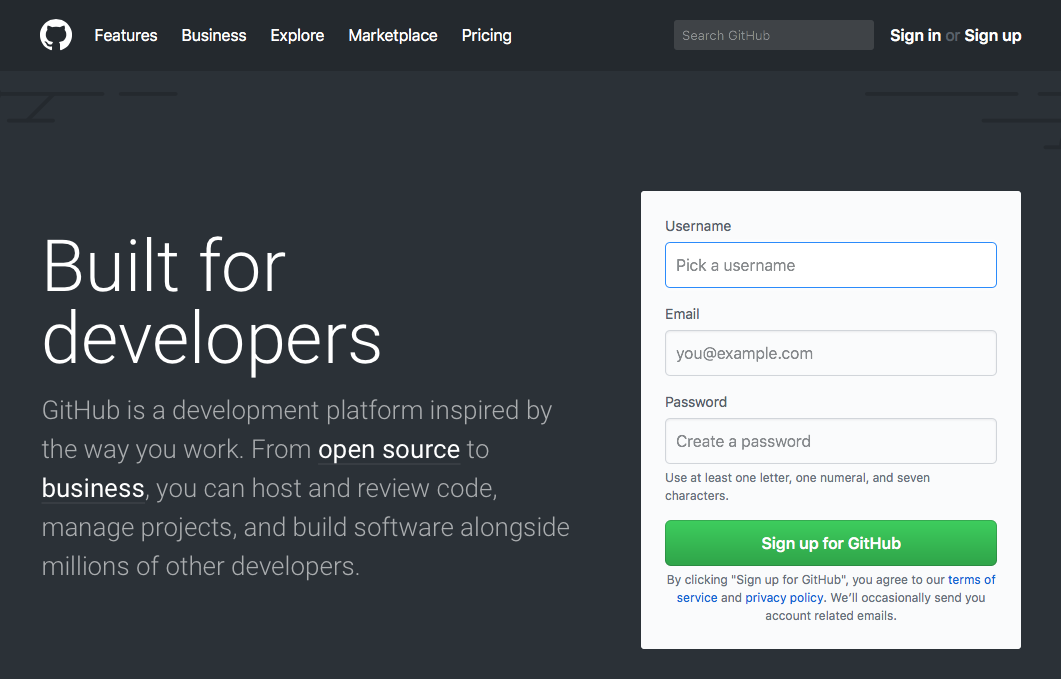 Features Business Explore Marketplace Pricing Search GitHub Sign in or Sign up
Built for
developers
GitHub is a development platform inspired by
the way you work. From open source to
business, you can host and review code,
manage projects, and build software alongside
millions of other developers.
Username
Pick a username
Email
you@example.com
Password
Create a password
Use at least one letter, one numeral, and seven
characters.
Sign up for GitHub
By clicking "Sign up for GitHub", you agree to our terms of
service and privacy policy. We’ll occasionally send you
account related emails.